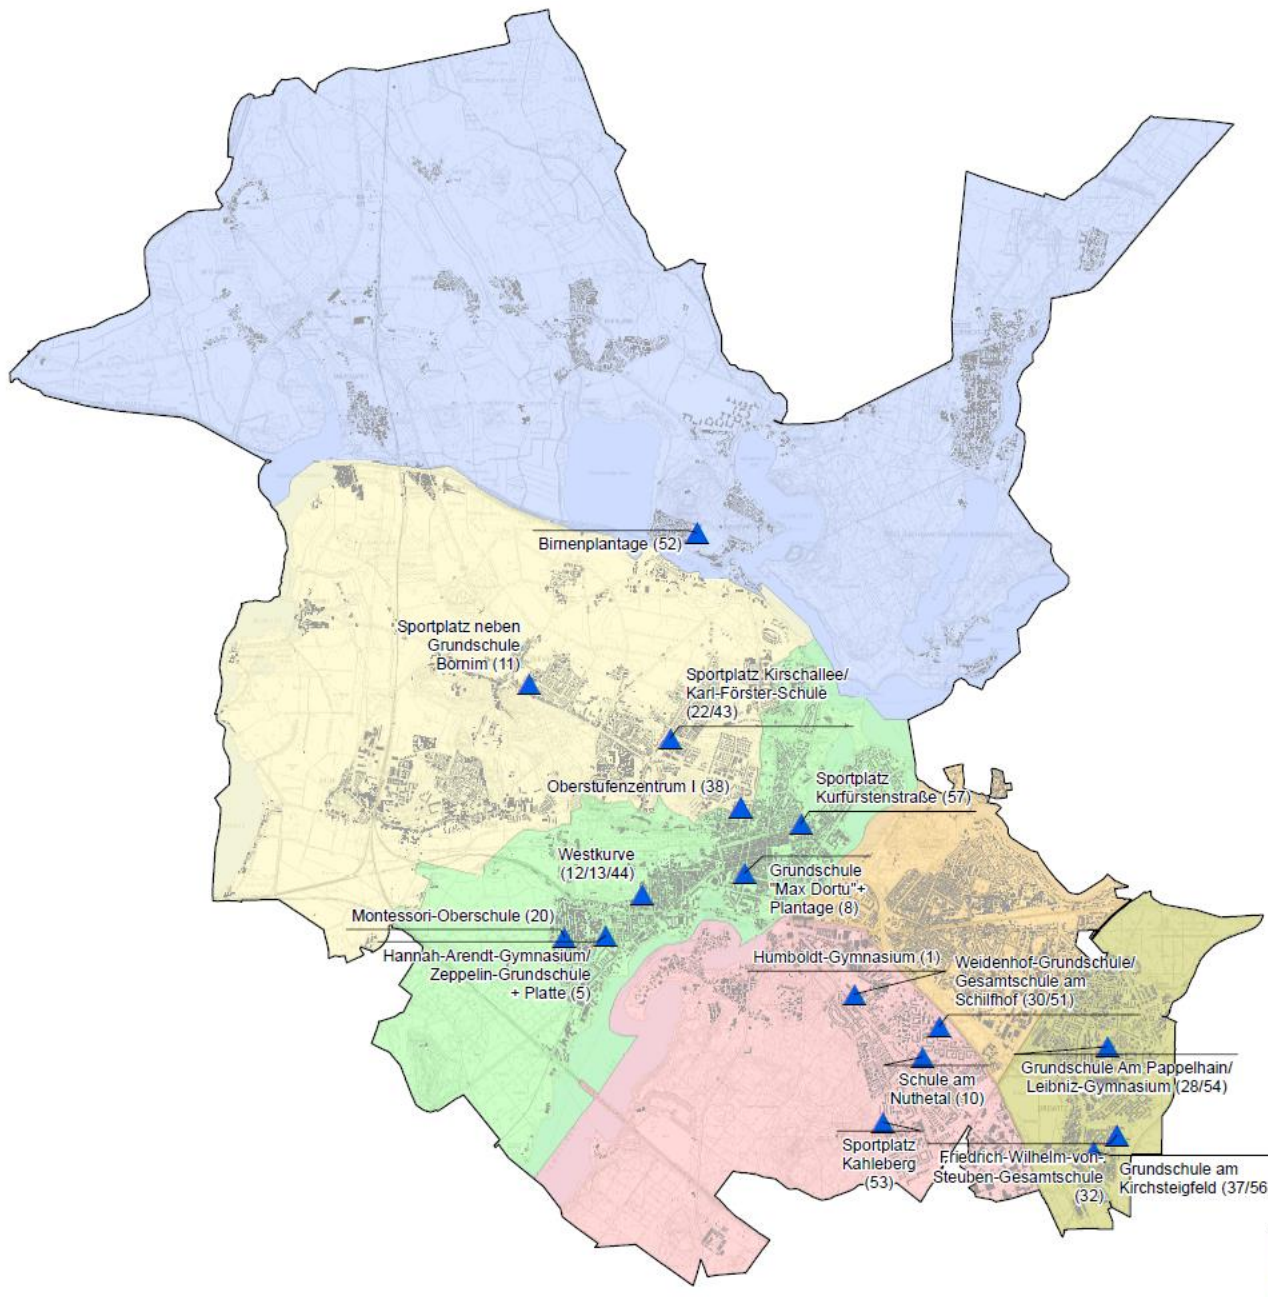 Birnenplantage (52)
Sportplatz neben
Grundschule
Bornim (11)
Sportplatz Kirschallee/
Karl-Förster-Schule
(22/43)
Oberstufenzentrum I (38)
Sportplatz
Kurfürstenstraße (57)
Westkurve
(12/13/44)
Grundschule
"Max Dortu"+
Plantage (8)
Montessori-Oberschule (20)
Hannah-Arendt-Gymnasium/
Zeppelin-Grundschule
+ Platte (5)
Humboldt-Gymnasium (1)
Weidenhof-Grundschule/
Gesamtschule am
Schilfhof (30/51)
Schule am
Nuthetal (10)
Grundschule Am Pappelhain/
Leibniz-Gymnasium (28/54)
Sportplatz
Kahleberg
(53)
Friedrich-Wilhelm-von-
Steuben-Gesamtschule
(32)
Grundschule am
Kirchsteigfeld (37/56